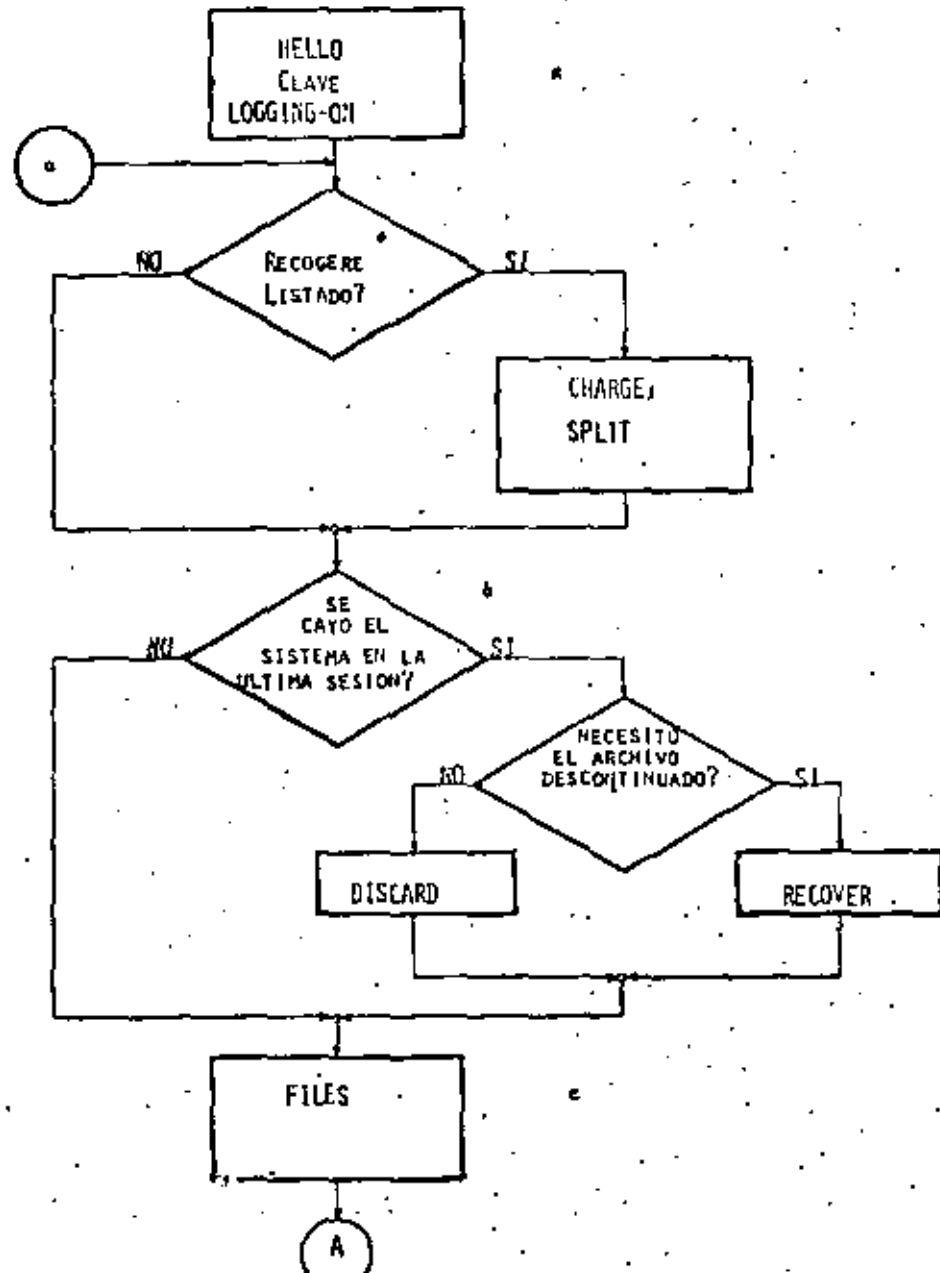 HELLO
CLAVE
LOGGING-ON
a
NO
RECOGERE
LISTADO?
SI
CHARGE,
SPLIT
b
NO
SE
CAYO EL
SISTEMA EN LA
ULTIMA SESION?
SI
NO
NECESITO
EL ARCHIVO
DESCONTINUADO?
SI
DISCARD
RECOVER
FILES
c
A